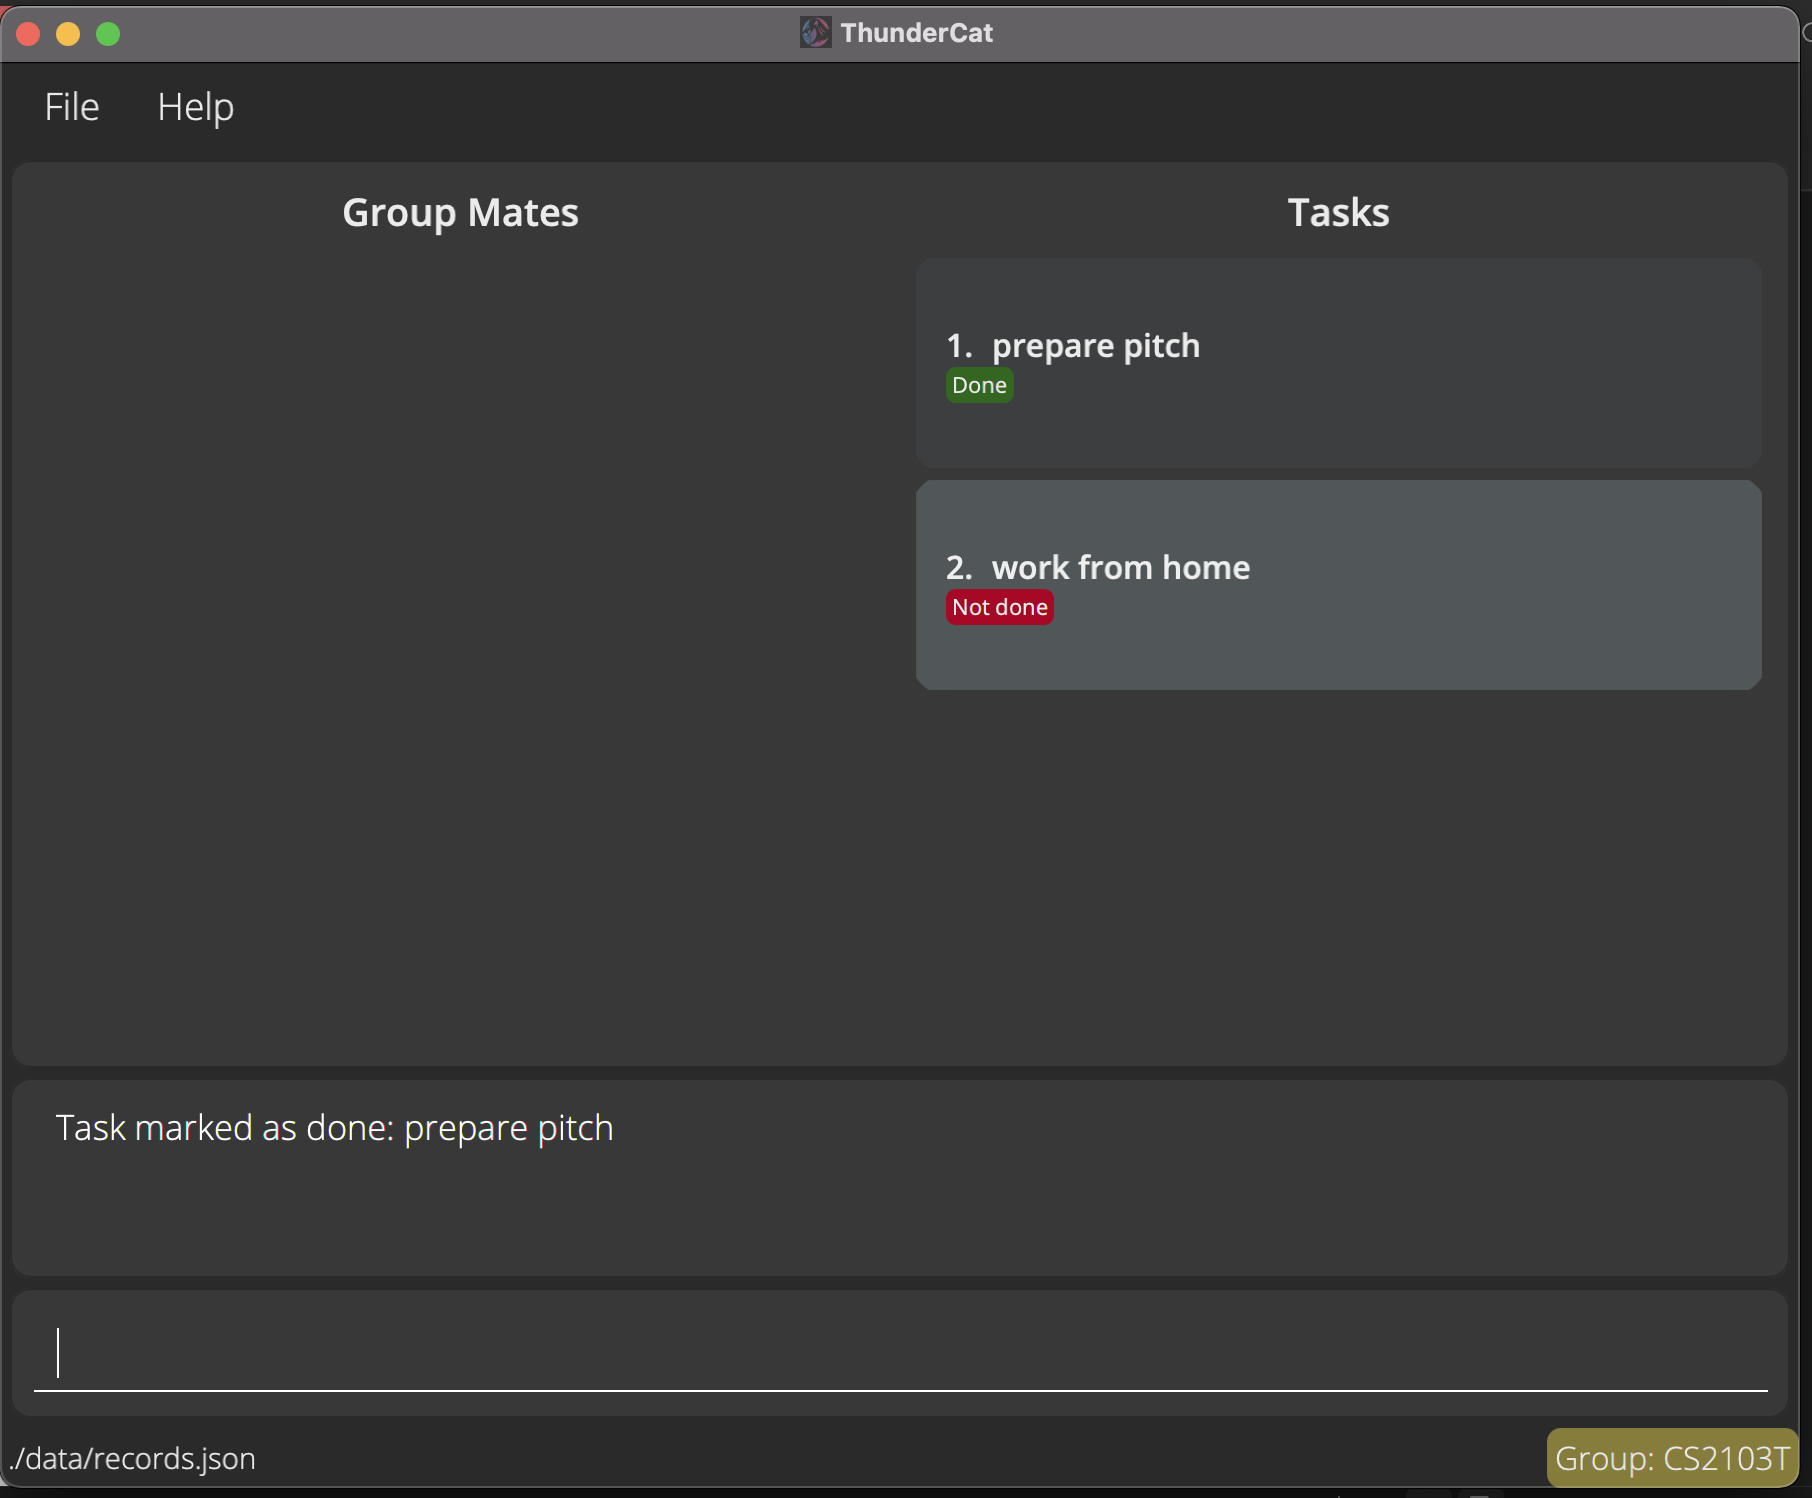 ThunderCat
File Help
Group Mates
Tasks
1. prepare pitch
Done
2. work from home
Not done
Task marked as done: prepare pitch
./data/records.json
Group: CS2103T